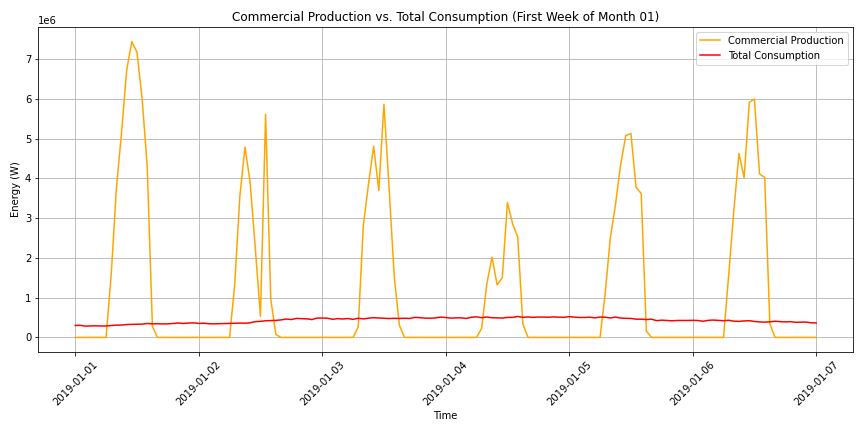 Commercial Production vs. Total Consumption (First Week of Month 01)
1e6
Commercial Production
Total Consumption
7
6
5
4
3
2
1
0
Energy (W)
2019-01-01
2019-01-02
2019-01-03
2019-01-04
2019-01-05
2019-01-06
2019-01-07
Time